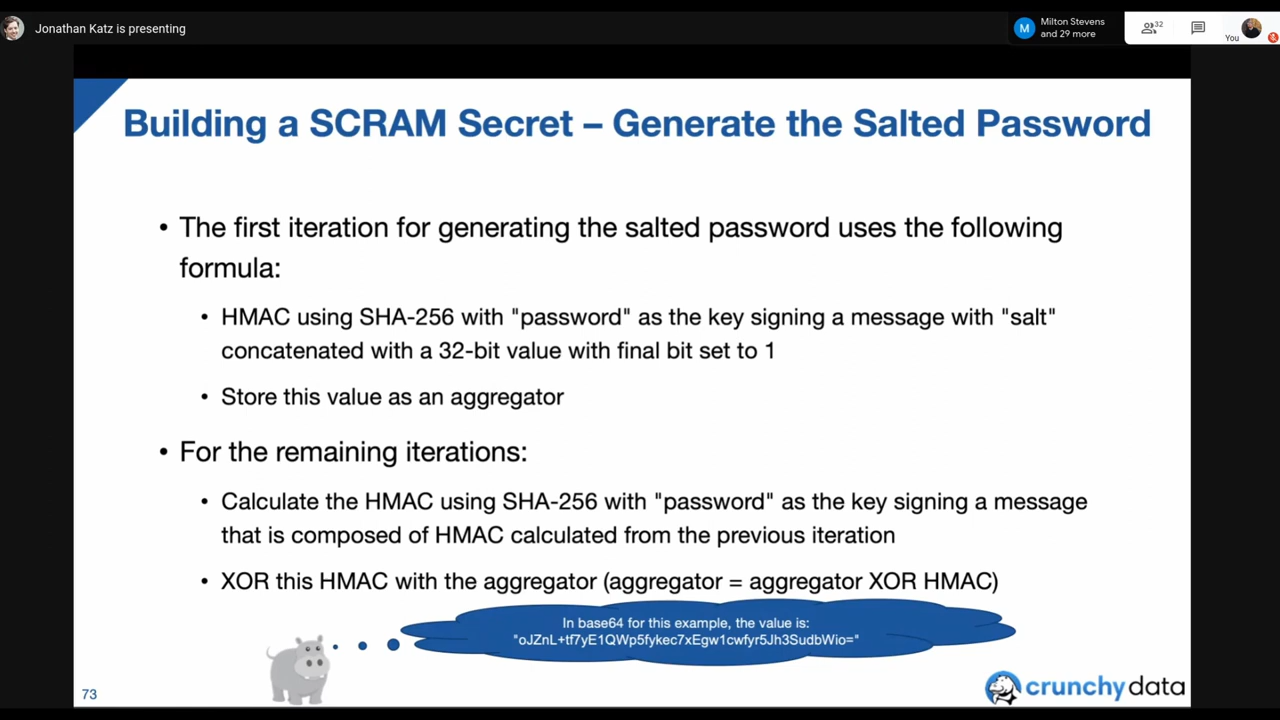 Jonathan Katz is presenting
M
Milton Stevens
and 29 more
32
You
Building a SCRAM Secret – Generate the Salted Password
• The first iteration for generating the salted password uses the following
formula:
• HMAC using SHA-256 with "password" as the key signing a message with "salt"
concatenated with a 32-bit value with final bit set to 1
• Store this value as an aggregator
• For the remaining iterations:
• Calculate the HMAC using SHA-256 with "password" as the key signing a message
that is composed of HMAC calculated from the previous iteration
• XOR this HMAC with the aggregator (aggregator = aggregator XOR HMAC)
In base64 for this example, the value is:
"oJZnL+tf7yE1QWp5fykec7xEgw1cwfyr5Jh3SudbWio="
73
crunchy data